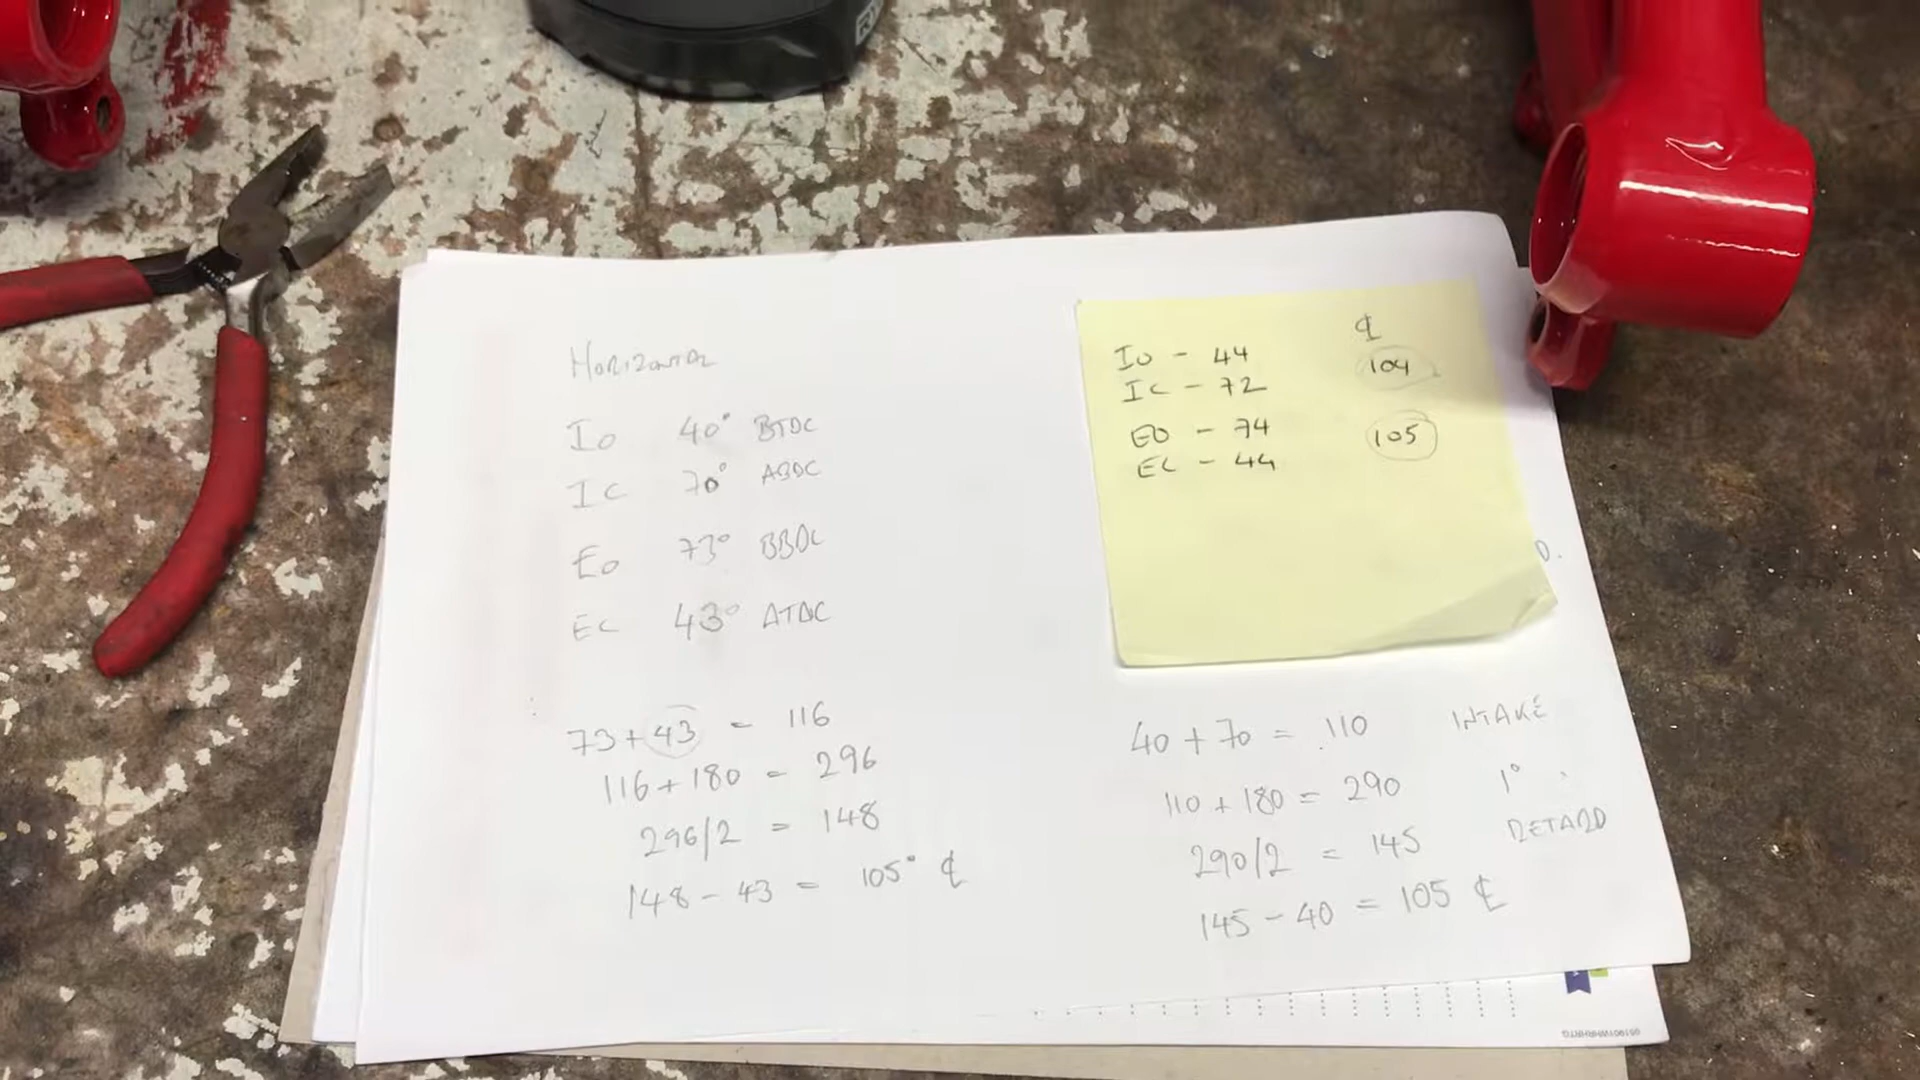 Horizontal
Io 40° BTDC
Ic 70° ABDC
Eo 73° BBDC
Ec 43° ATDC
73 + 43 = 116
116 + 180 = 296
296/2 = 148
148 - 43 = 105° ℄
℄
Io - 44 104
Ic - 72
EO - 74 105
EC - 44
D.
40 + 70 = 110 INTAKE
110 + 180 = 290 1°
RETARD
290/2 = 145
145 - 40 = 105 ℄